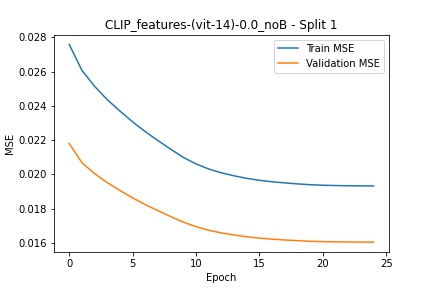 CLIP_features-(vit-14)-0.0_noB - Split 1
Train MSE
Validation MSE
MSE
0.028
0.026
0.024
0.022
0.020
0.018
0.016
0 5 10 15 20 25
Epoch